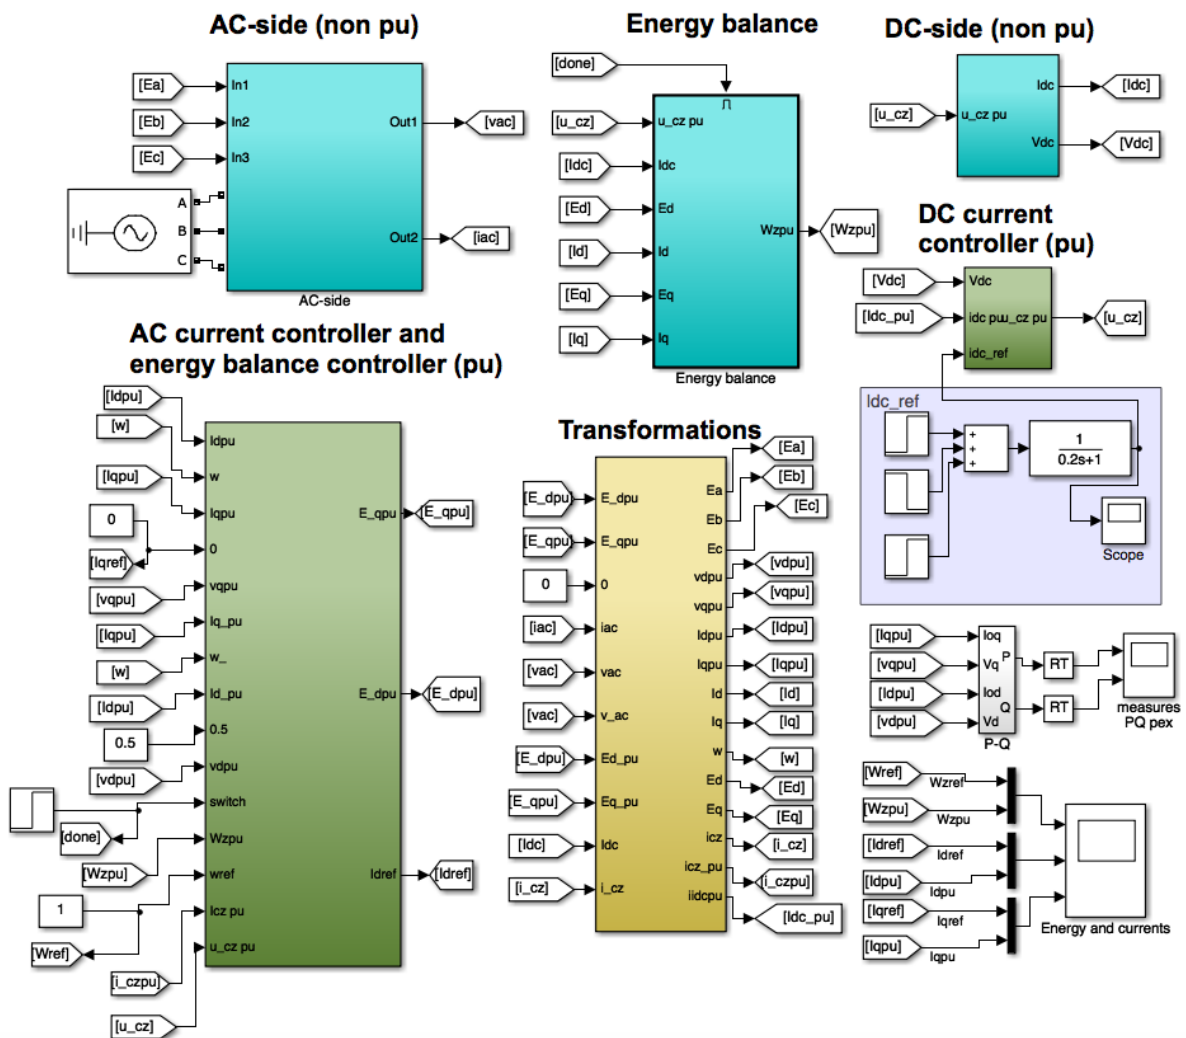 AC-side (non pu)
[Ea]
[Eb]
[Ec]
In1
In2
In3
Out1
Out2
[vac]
[iac]
A
B
C
AC-side
Energy balance
[done]
[u_cz]
[Idc]
[Ed]
[Id]
[Eq]
[Iq]
u_cz pu
Idc
Ed
Id
Eq
Iq
Wzpu
[Wzpu]
Energy balance
DC-side (non pu)
[u_cz]
u_cz pu
Idc
Vdc
[Idc]
[Vdc]
DC current
controller (pu)
[Vdc]
[Idc_pu]
Vdc
idc pu
u_cz pu
idc_ref
[u_cz]
Idc_ref
+
+
+
1
0.2s+1
Scope
AC current controller and
energy balance controller (pu)
[Idpu]
[w]
[Iqpu]
0
[Iqref]
[vqpu]
[Iqpu]
[w]
[Idpu]
0.5
[vdpu]
[done]
[Wzpu]
1
[Wref]
[i_czpu]
[u_cz]
Idpu
w
Iqpu
0
vqpu
Iq_pu
w_
Id_pu
0.5
vdpu
switch
Wzpu
wref
Icz pu
u_cz pu
E_qpu
E_dpu
Idref
[E_qpu]
[E_dpu]
[Idref]
Transformations
[E_dpu]
[E_qpu]
0
[iac]
[vac]
[vac]
[E_dpu]
[E_qpu]
[Idc]
[i_cz]
E_dpu
E_qpu
0
iac
vac
v_ac
Ed_pu
Eq_pu
Idc
i_cz
Ea
Eb
Ec
vdpu
vqpu
Idpu
Iqpu
Id
Iq
w
Ed
Eq
icz
icz_pu
iidcpu
[Ea]
[Eb]
[Ec]
[vdpu]
[vqpu]
[Idpu]
[Iqpu]
[Id]
[Iq]
[w]
[Ed]
[Eq]
[i_cz]
[i_czpu]
[Idc_pu]
[Iqpu]
[vqpu]
[Idpu]
[vdpu]
Ioq
Vq
Iod
Vd
P
Q
P-Q
RT
RT
measures
PQ pex
[Wref]
Wzref
[Wzpu]
Wzpu
[Idref]
Idref
[Idpu]
Idpu
[Iqref]
Iqref
[Iqpu]
Iqpu
Energy and currents